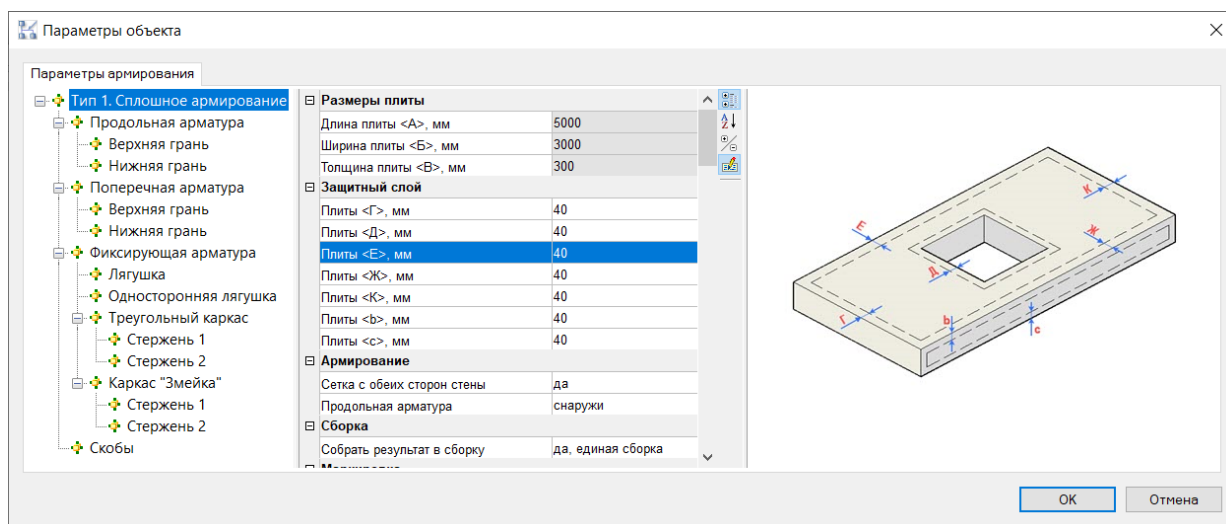 Параметры объекта
Параметры армирования
Тип 1. Сплошное армирование
Продольная арматура
Верхняя грань
Нижняя грань
Поперечная арматура
Верхняя грань
Нижняя грань
Фиксирующая арматура
Лягушка
Односторонняя лягушка
Треугольный каркас
Стержень 1
Стержень 2
Каркас "Змейка"
Стержень 1
Стержень 2
Скобы
Размеры плиты
Длина плиты <А>, мм 5000
Ширина плиты <Б>, мм 3000
Толщина плиты <В>, мм 300
Защитный слой
Плиты <Г>, мм 40
Плиты <Д>, мм 40
Плиты <Е>, мм 40
Плиты <Ж>, мм 40
Плиты <К>, мм 40
Плиты <b>, мм 40
Плиты <c>, мм 40
Армирование
Сетка с обеих сторон стены да
Продольная арматура снаружи
Сборка
Собрать результат в сборку да, единая сборка
Маркировка
К
Е
Ж
Д
Г
b
c
ОК
Отмена